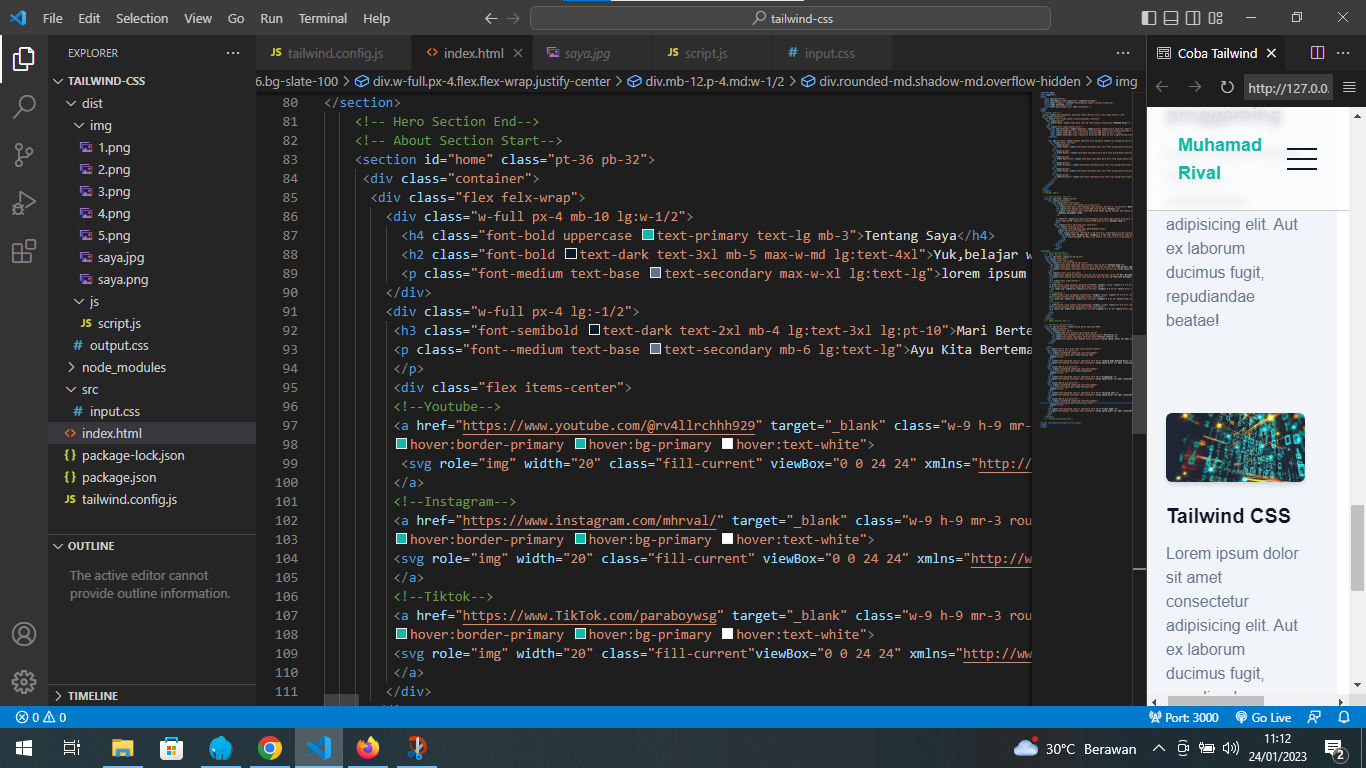 File Edit Selection View Go Run Terminal Help
tailwind-css
EXPLORER
TAILWIND-CSS
dist
img
1.png
2.png
3.png
4.png
5.png
saya.jpg
saya.png
js
JS script.js
# output.css
node_modules
src
# input.css
<> index.html
{} package-lock.json
{} package.json
JS tailwind.config.js
OUTLINE
The active editor cannot
provide outline information.
TIMELINE
JS tailwind.config.js
<> index.html
saya.jpg
JS script.js
# input.css
6.bg-slate-100 > div.w-full.px-4.flex.flex-wrap.justify-center > div.mb-12.p-4.md:w-1/2 > div.rounded-md.shadow-md.overflow-hidden > img
80 </section>
81 <!-- Hero Section End-->
82 <!-- About Section Start-->
83 <section id="home" class="pt-36 pb-32">
84 <div class="container">
85 <div class="flex felx-wrap">
86 <div class="w-full px-4 mb-10 lg:w-1/2">
87 <h4 class="font-bold uppercase text-primary text-lg mb-3">Tentang Saya</h4>
88 <h2 class="font-bold text-dark text-3xl mb-5 max-w-md lg:text-4xl">Yuk,belajar w
89 <p class="font-medium text-base text-secondary max-w-xl lg:text-lg">lorem ipsum
90 </div>
91 <div class="w-full px-4 lg:-1/2">
92 <h3 class="font-semibold text-dark text-2xl mb-4 lg:text-3xl lg:pt-10">Mari Berte
93 <p class="font--medium text-base text-secondary mb-6 lg:text-lg">Ayu Kita Bertema
94 </p>
95 <div class="flex items-center">
96 <!--Youtube-->
97 <a href="https://www.youtube.com/@rv4llrchhh929" target="_blank" class="w-9 h-9 mr-
98 hover:border-primary hover:bg-primary hover:text-white">
99 <svg role="img" width="20" class="fill-current" viewBox="0 0 24 24" xmlns="http://
100 </a>
101 <!--Instagram-->
102 <a href="https://www.instagram.com/mhrval/" target="_blank" class="w-9 h-9 mr-3 rou
103 hover:border-primary hover:bg-primary hover:text-white">
104 <svg role="img" width="20" class="fill-current" viewBox="0 0 24 24" xmlns="http://w
105 </a>
106 <!--Tiktok-->
107 <a href="https://www.TikTok.com/paraboywsg" target="_blank" class="w-9 h-9 mr-3 rou
108 hover:border-primary hover:bg-primary hover:text-white">
109 <svg role="img" width="20" class="fill-current"viewBox="0 0 24 24" xmlns="http://ww
110 </a>
111 </div>
Coba Tailwind
http://127.0.0.
Muhamad
Rival
adipisicing elit. Aut
ex laborum
ducimus fugit,
repudiandae
beatae!
Tailwind CSS
Lorem ipsum dolor
sit amet
consectetur
adipisicing elit. Aut
ex laborum
ducimus fugit,
0 0
Port: 3000
Go Live
30°C Berawan
11:12
24/01/2023
2